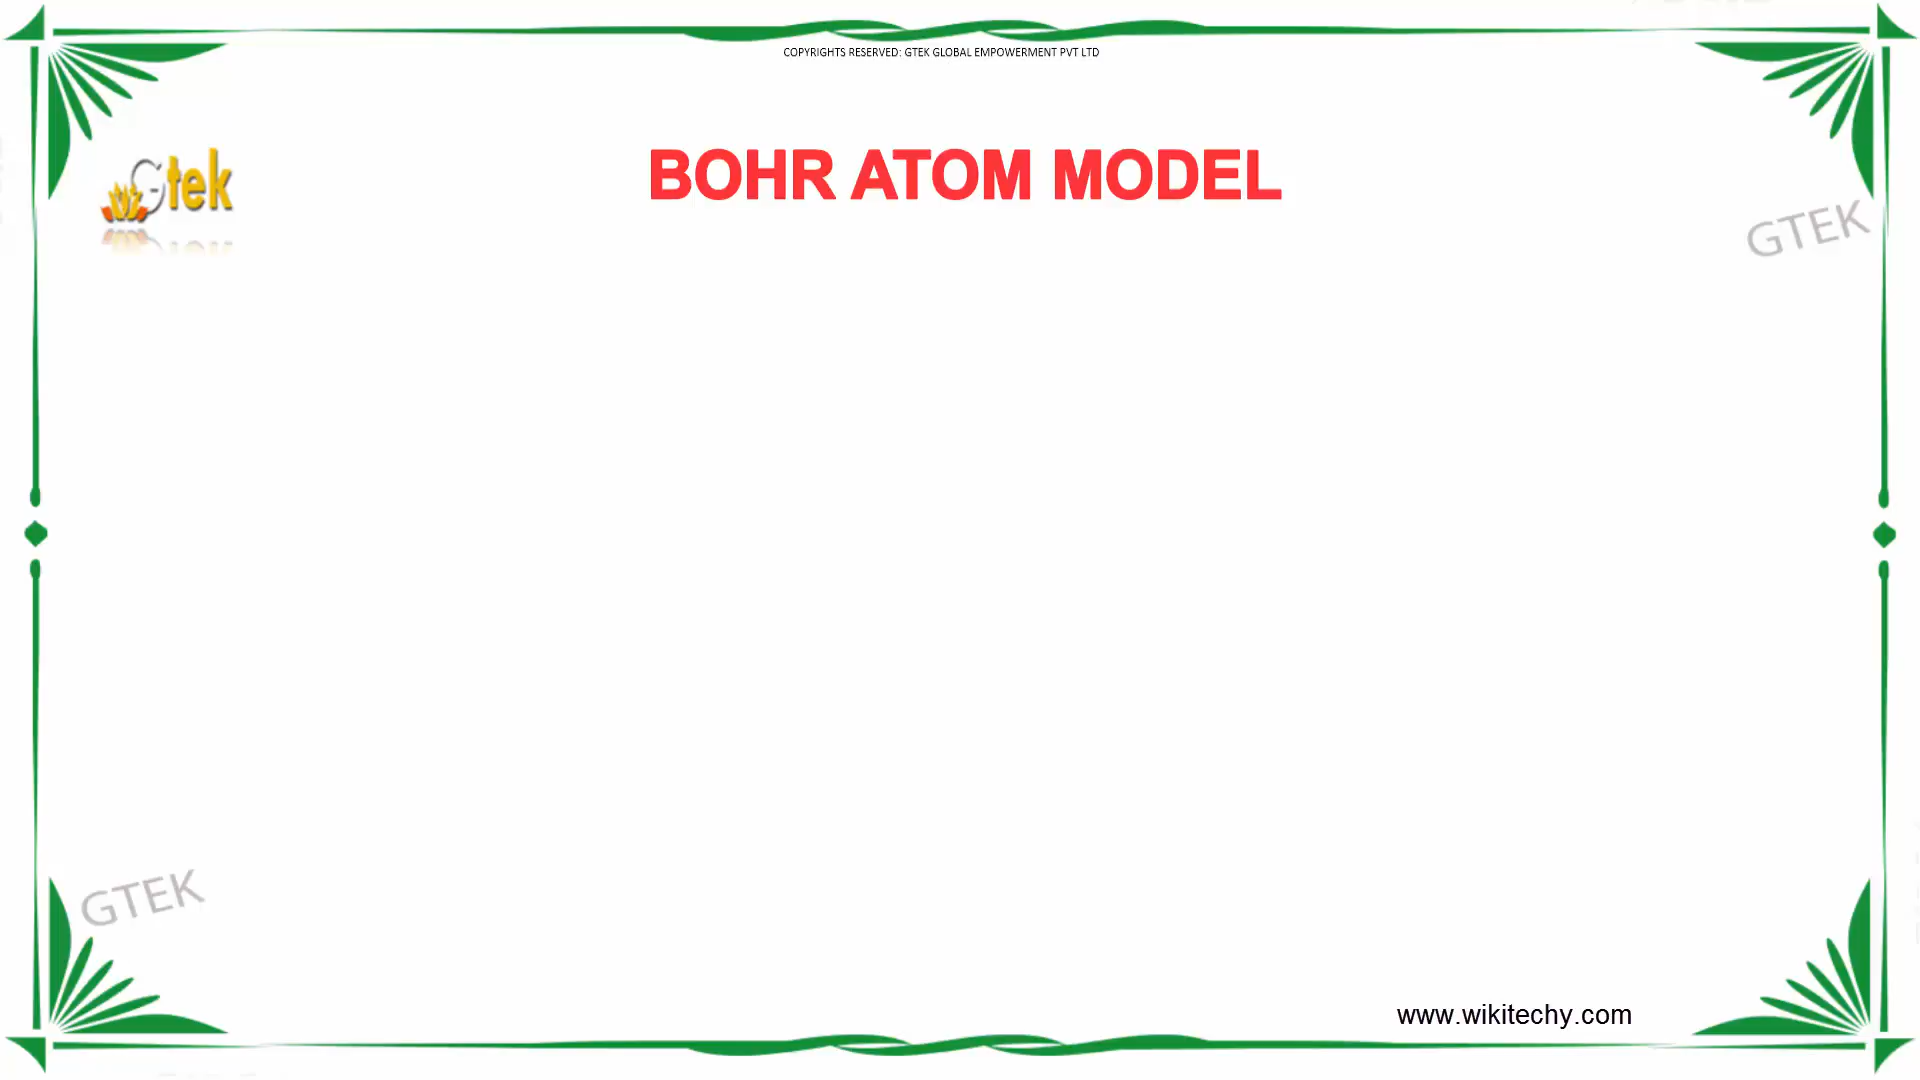 COPYRIGHTS RESERVED: GTEK GLOBAL EMPOWERMENT PVT LTD
BOHR ATOM MODEL
Gtek
GTEK
GTEK
www.wikitechy.com